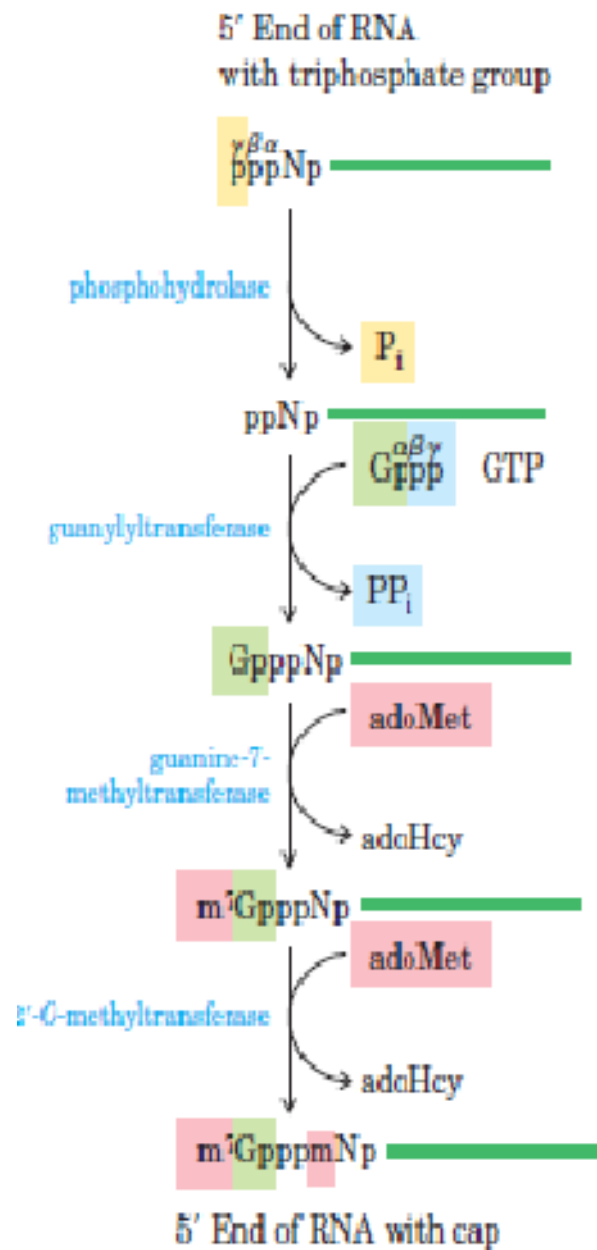 5′ End of RNA
with triphosphate group
γβα
pppNp
phosphohydrolase
Pi
ppNp
αβγ
Gppp GTP
guanylyltransferase
PPi
GpppNp
adoMet
guanine-7-
methyltransferase
adoHcy
m⁷GpppNp
adoMet
2′-O-methyltransferase
adoHcy
m⁷GpppmNp
5′ End of RNA with cap